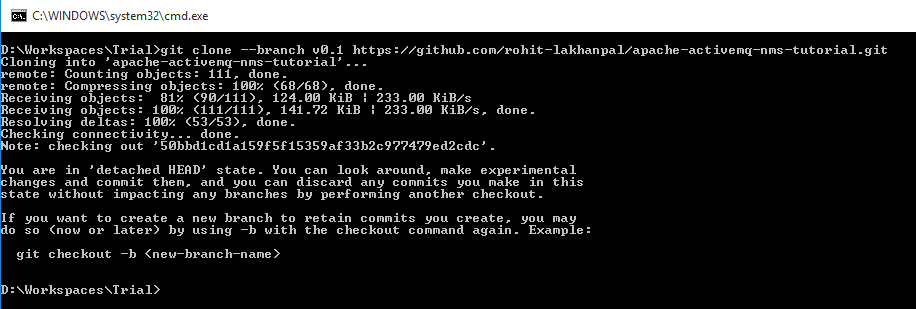 C:\WINDOWS\system32\cmd.exe
D:\Workspaces\Trial>git clone --branch v0.1 https://github.com/rohit-lakhanpal/apache-activemq-nms-tutorial.git
Cloning into 'apache-activemq-nms-tutorial'...
remote: Counting objects: 111, done.
remote: Compressing objects: 100% (68/68), done.
Receiving objects:  81% (90/111), 124.00 KiB ¦ 233.00 KiB/s
Receiving objects: 100% (111/111), 141.72 KiB ¦ 233.00 KiB/s, done.
Resolving deltas: 100% (53/53), done.
Checking connectivity... done.
Note: checking out '50bbd1cd1a159f5f15359af33b2c977479ed2cdc'.
You are in 'detached HEAD' state. You can look around, make experimental
changes and commit them, and you can discard any commits you make in this
state without impacting any branches by performing another checkout.
If you want to create a new branch to retain commits you create, you may
do so (now or later) by using -b with the checkout command again. Example:
git checkout -b <new-branch-name>
D:\Workspaces\Trial>